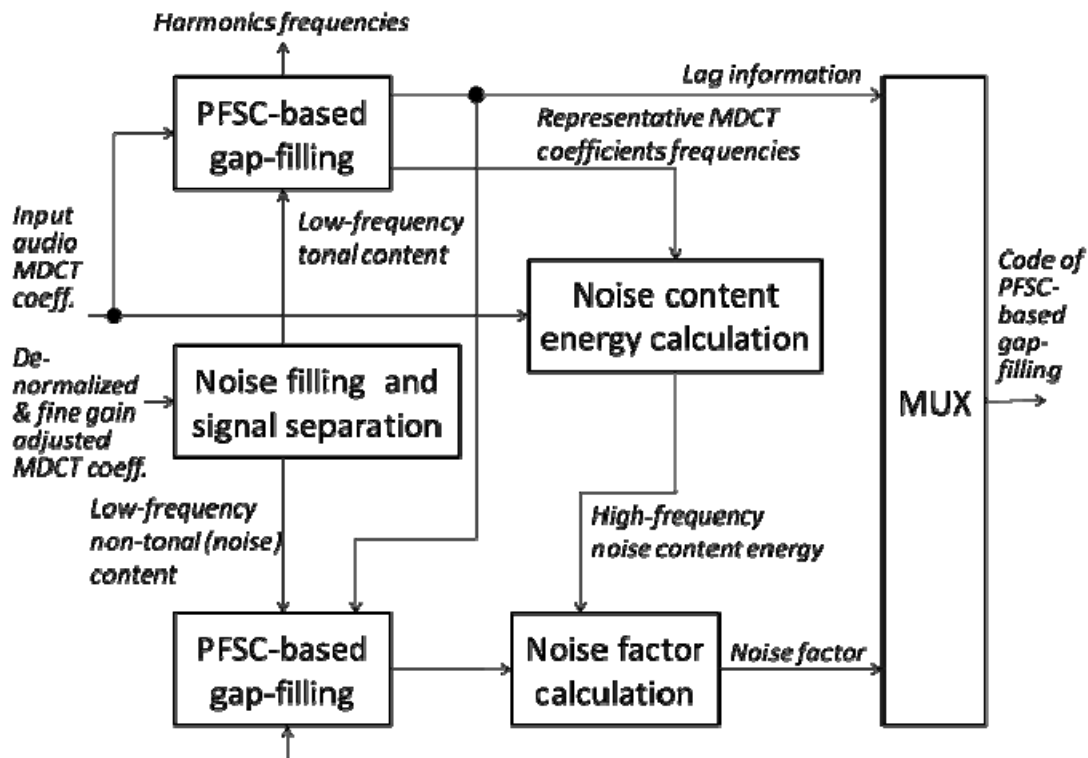 Harmonics frequencies
PFSC-based
gap-filling
Lag information
Representative MDCT
coefficients frequencies
Input
audio
MDCT
coeff.
Low-frequency
tonal content
Noise content
energy calculation
Code of
PFSC-
based
gap-
filling
De-
normalized
& fine gain
adjusted
MDCT coeff.
Noise filling and
signal separation
MUX
Low-frequency
non-tonal (noise)
content
High-frequency
noise content energy
PFSC-based
gap-filling
Noise factor
calculation
Noise factor